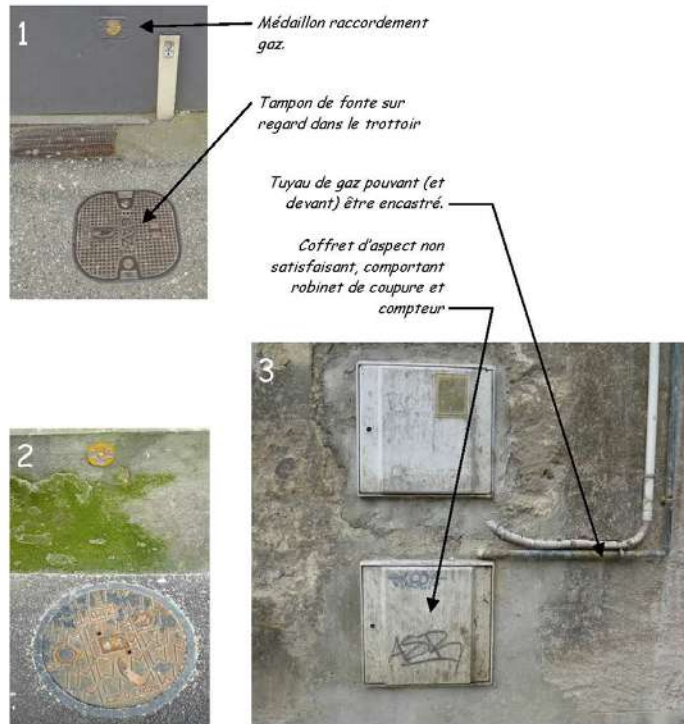 1
Médaillon raccordement
gaz.
Tampon de fonte sur
regard dans le trottoir
GAZ
Tuyau de gaz pouvant (et
devant) être encastré.
Coffret d'aspect non
satisfaisant, comportant
robinet de coupure et
compteur
2
3